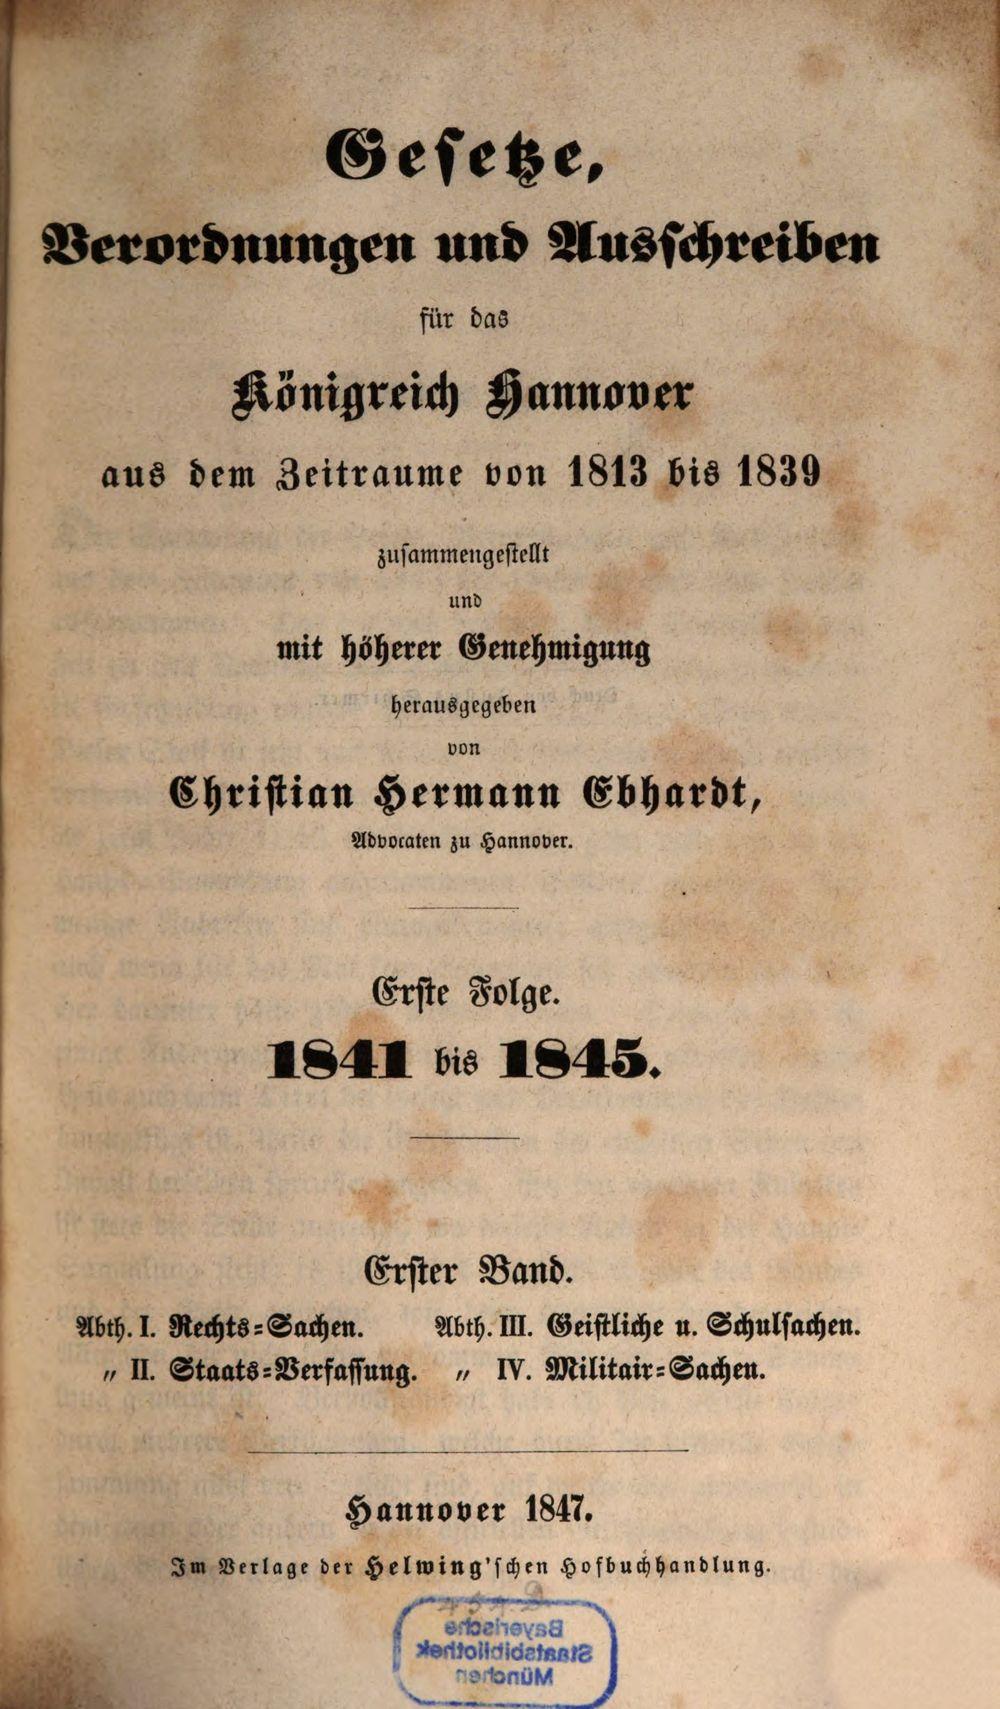 Gesetze,
Verordnungen und Ausschreiben
für das
Königreich Hannover
aus dem Zeitraume von 1813 bis 1839
zusammengestellt
und
mit höherer Genehmigung
herausgegeben
von
Christian Hermann Ebhardt,
Advocaten zu Hannover.
Erste Folge.
1841 bis 1845.
Erster Band.
Abth. I. Rechts=Sachen. Abth. III. Geistliche u. Schulsachen.
„ II. Staats=Verfassung. „ IV. Militair=Sachen.
Hannover 1847.
Im Verlage der Helwing'schen Hofbuchhandlung.
Bayerische
Staatsbibliothek
München